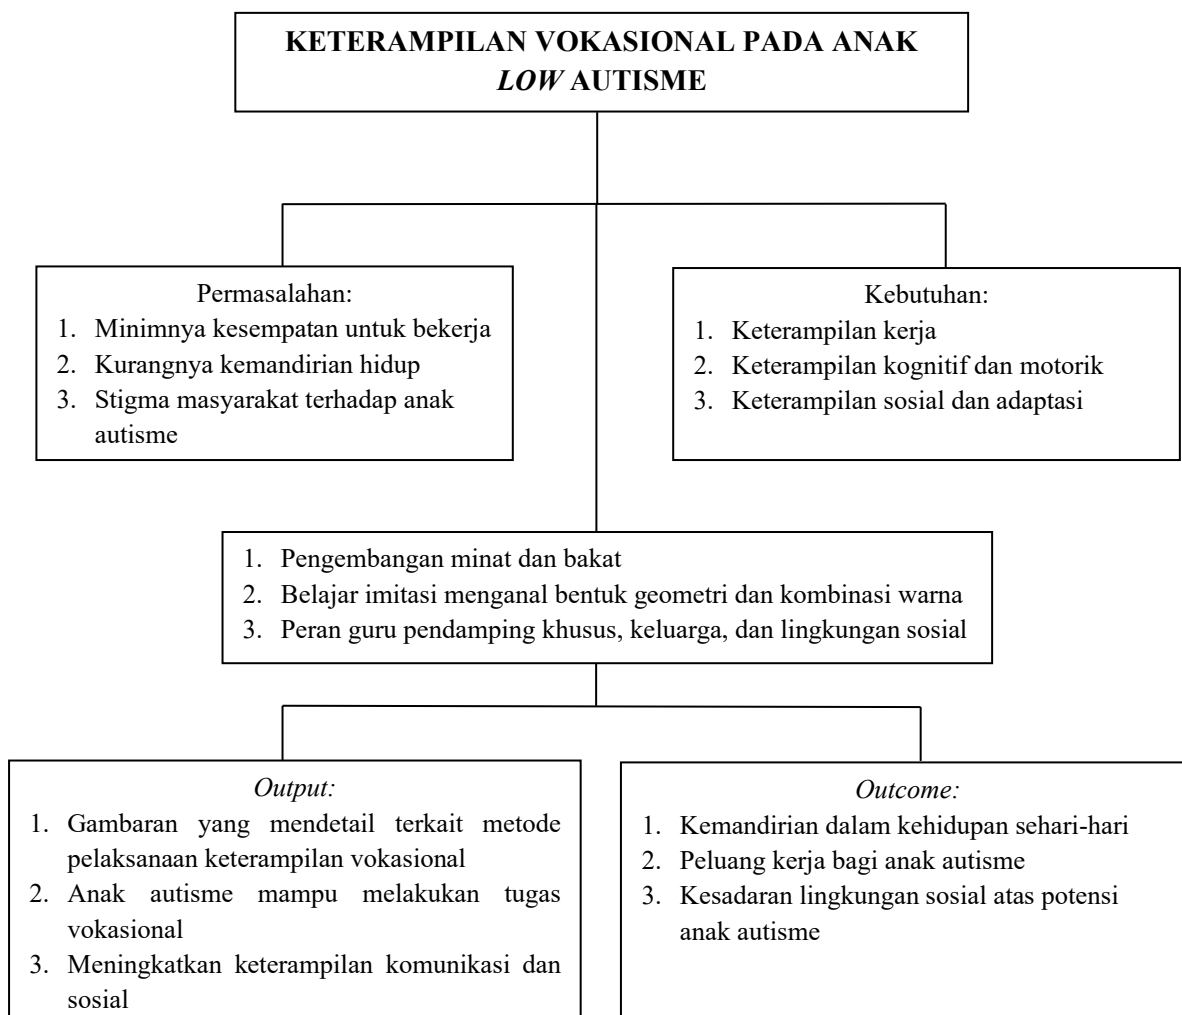 KETERAMPILAN VOKASIONAL PADA ANAK
LOW AUTISME
Permasalahan:
1. Minimnya kesempatan untuk bekerja
2. Kurangnya kemandirian hidup
3. Stigma masyarakat terhadap anak
autisme
Kebutuhan:
1. Keterampilan kerja
2. Keterampilan kognitif dan motorik
3. Keterampilan sosial dan adaptasi
1. Pengembangan minat dan bakat
2. Belajar imitasi menganal bentuk geometri dan kombinasi warna
3. Peran guru pendamping khusus, keluarga, dan lingkungan sosial
Output:
1. Gambaran yang mendetail terkait metode
pelaksanaan keterampilan vokasional
2. Anak autisme mampu melakukan tugas
vokasional
3. Meningkatkan keterampilan komunikasi dan
sosial
Outcome:
1. Kemandirian dalam kehidupan sehari-hari
2. Peluang kerja bagi anak autisme
3. Kesadaran lingkungan sosial atas potensi
anak autisme